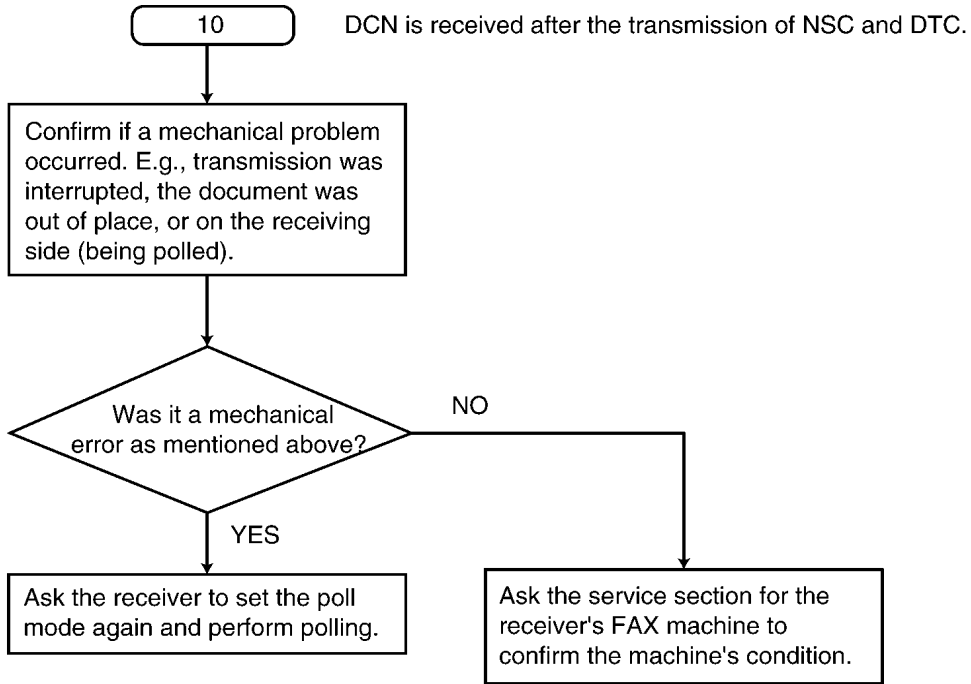 10
DCN is received after the transmission of NSC and DTC.
Confirm if a mechanical problem
occurred. E.g., transmission was
interrupted, the document was
out of place, or on the receiving
side (being polled).
Was it a mechanical
error as mentioned above?
NO
YES
Ask the receiver to set the poll
mode again and perform polling.
Ask the service section for the
receiver's FAX machine to
confirm the machine's condition.